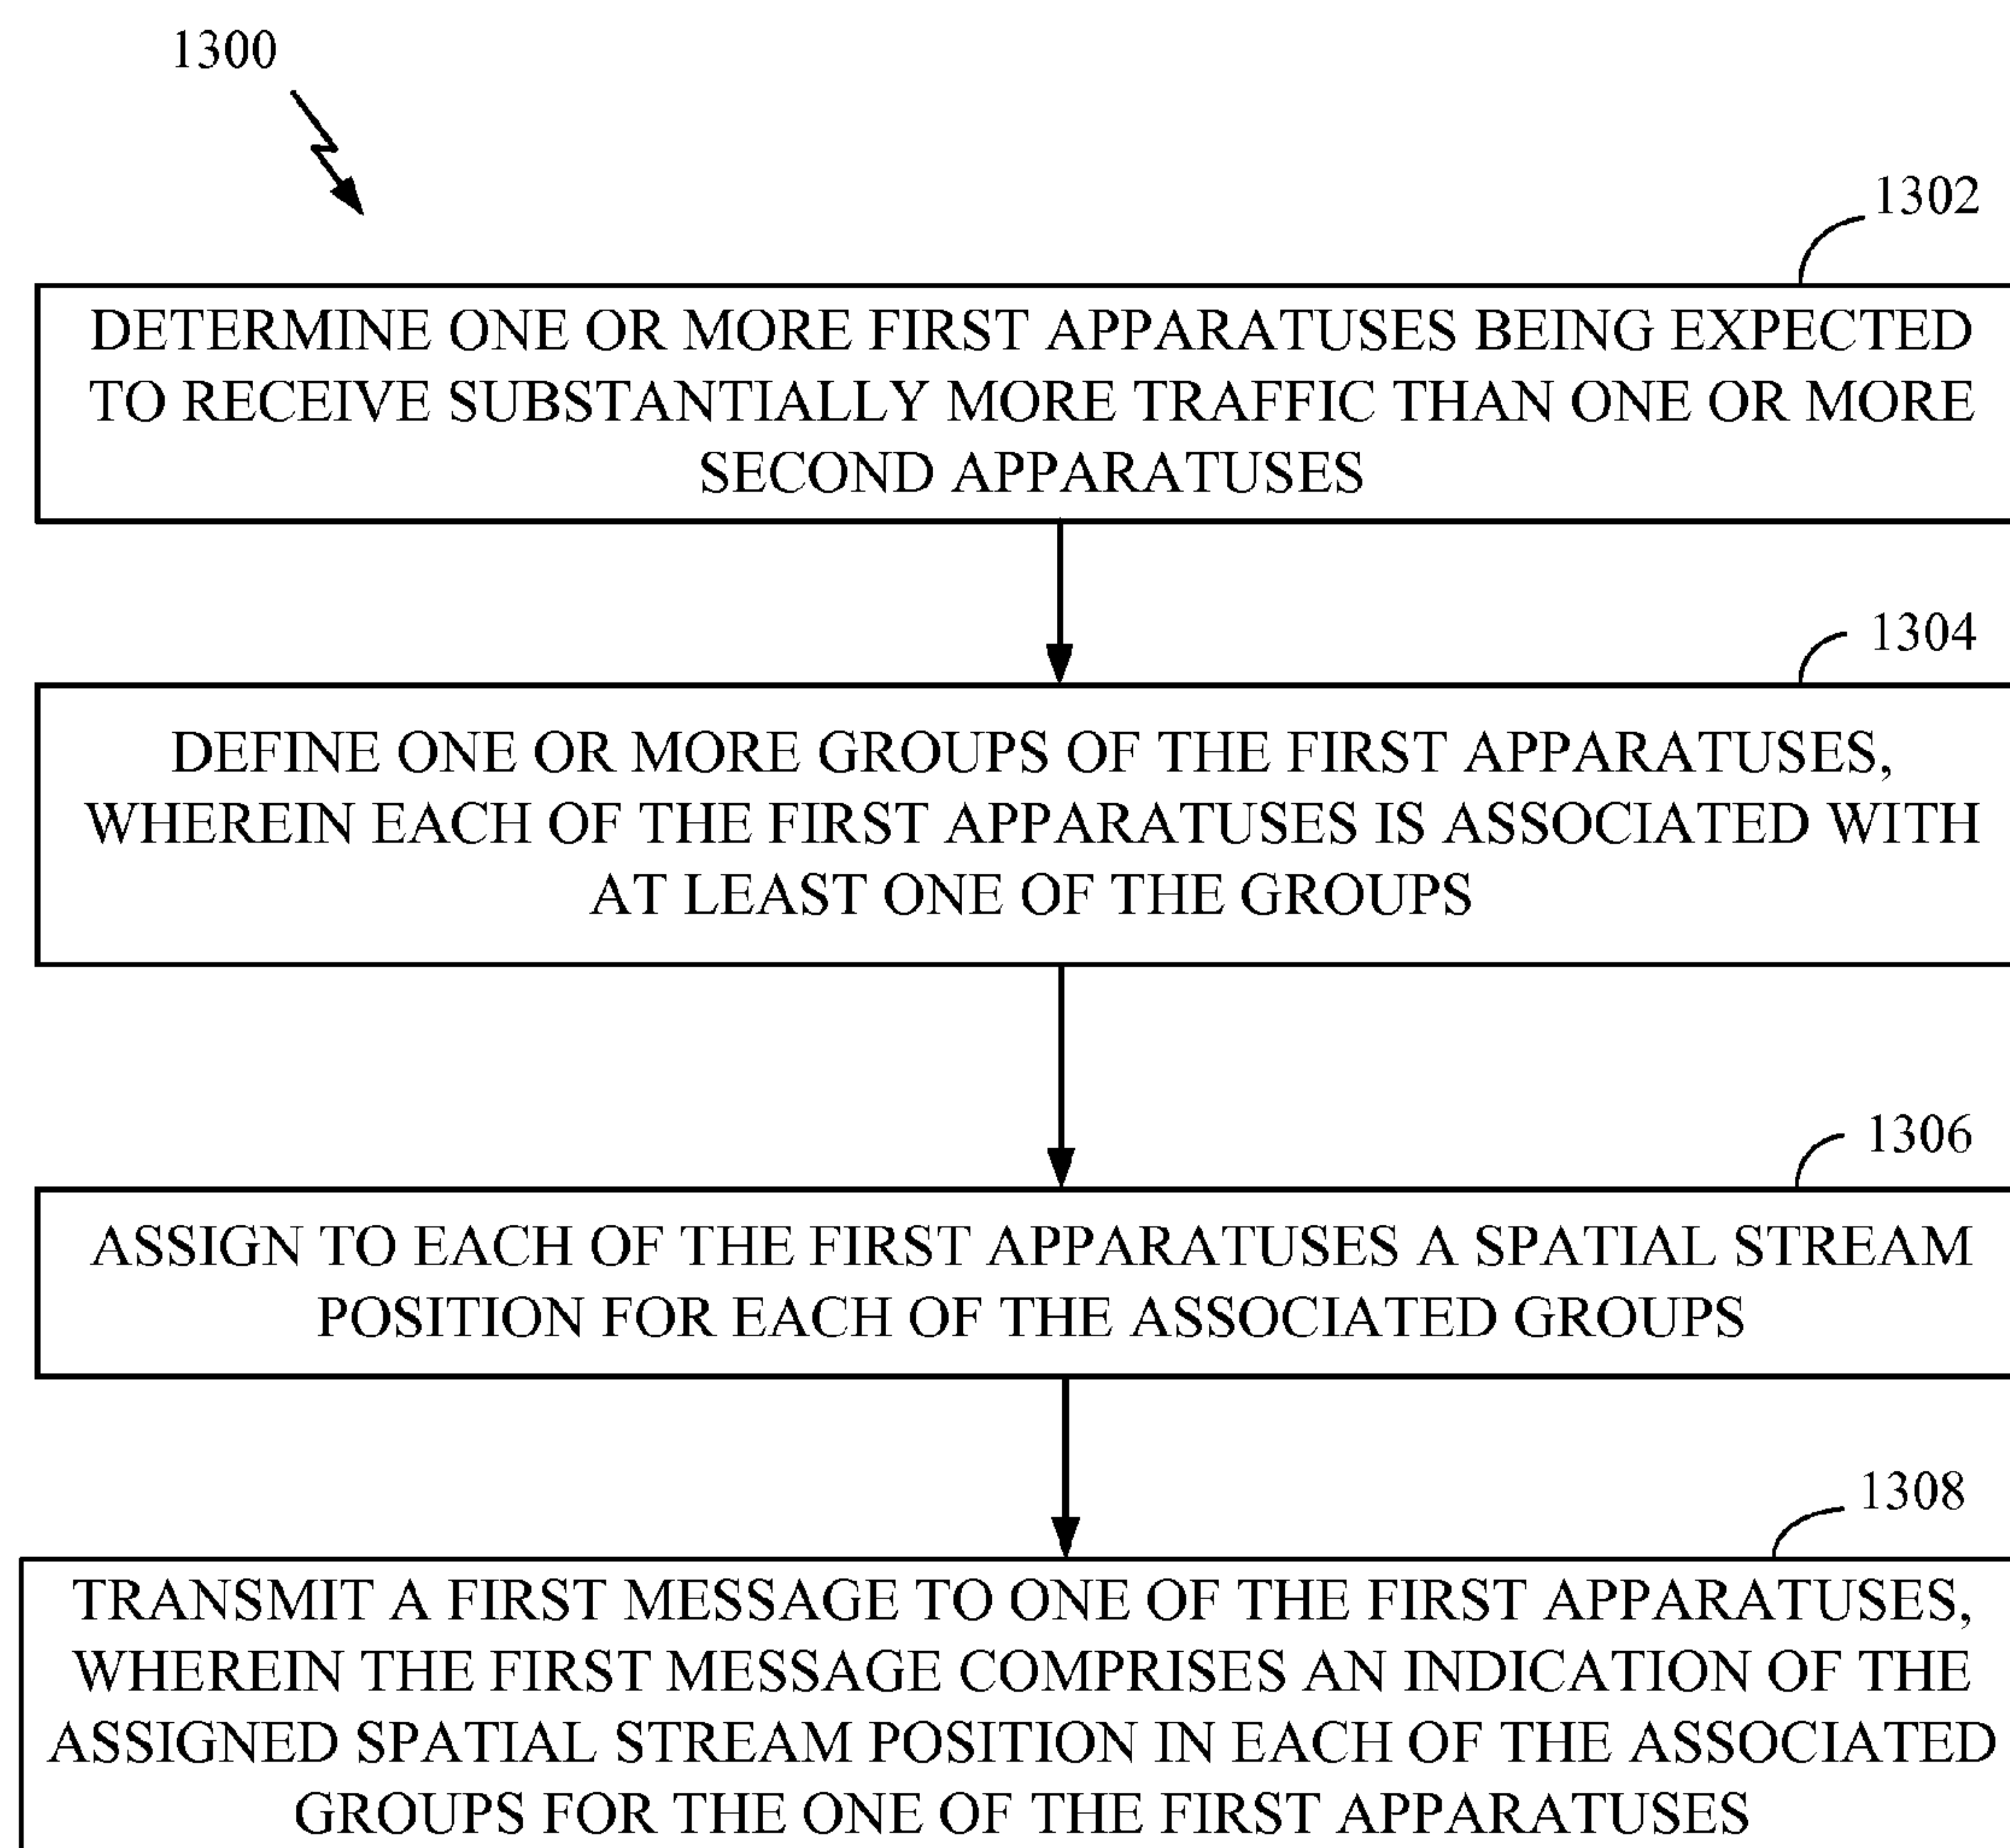 1300
1302
DETERMINE ONE OR MORE FIRST APPARATUSES BEING EXPECTED
TO RECEIVE SUBSTANTIALLY MORE TRAFFIC THAN ONE OR MORE
SECOND APPARATUSES
1304
DEFINE ONE OR MORE GROUPS OF THE FIRST APPARATUSES,
WHEREIN EACH OF THE FIRST APPARATUSES IS ASSOCIATED WITH
AT LEAST ONE OF THE GROUPS
1306
ASSIGN TO EACH OF THE FIRST APPARATUSES A SPATIAL STREAM
POSITION FOR EACH OF THE ASSOCIATED GROUPS
1308
TRANSMIT A FIRST MESSAGE TO ONE OF THE FIRST APPARATUSES,
WHEREIN THE FIRST MESSAGE COMPRISES AN INDICATION OF THE
ASSIGNED SPATIAL STREAM POSITION IN EACH OF THE ASSOCIATED
GROUPS FOR THE ONE OF THE FIRST APPARATUSES